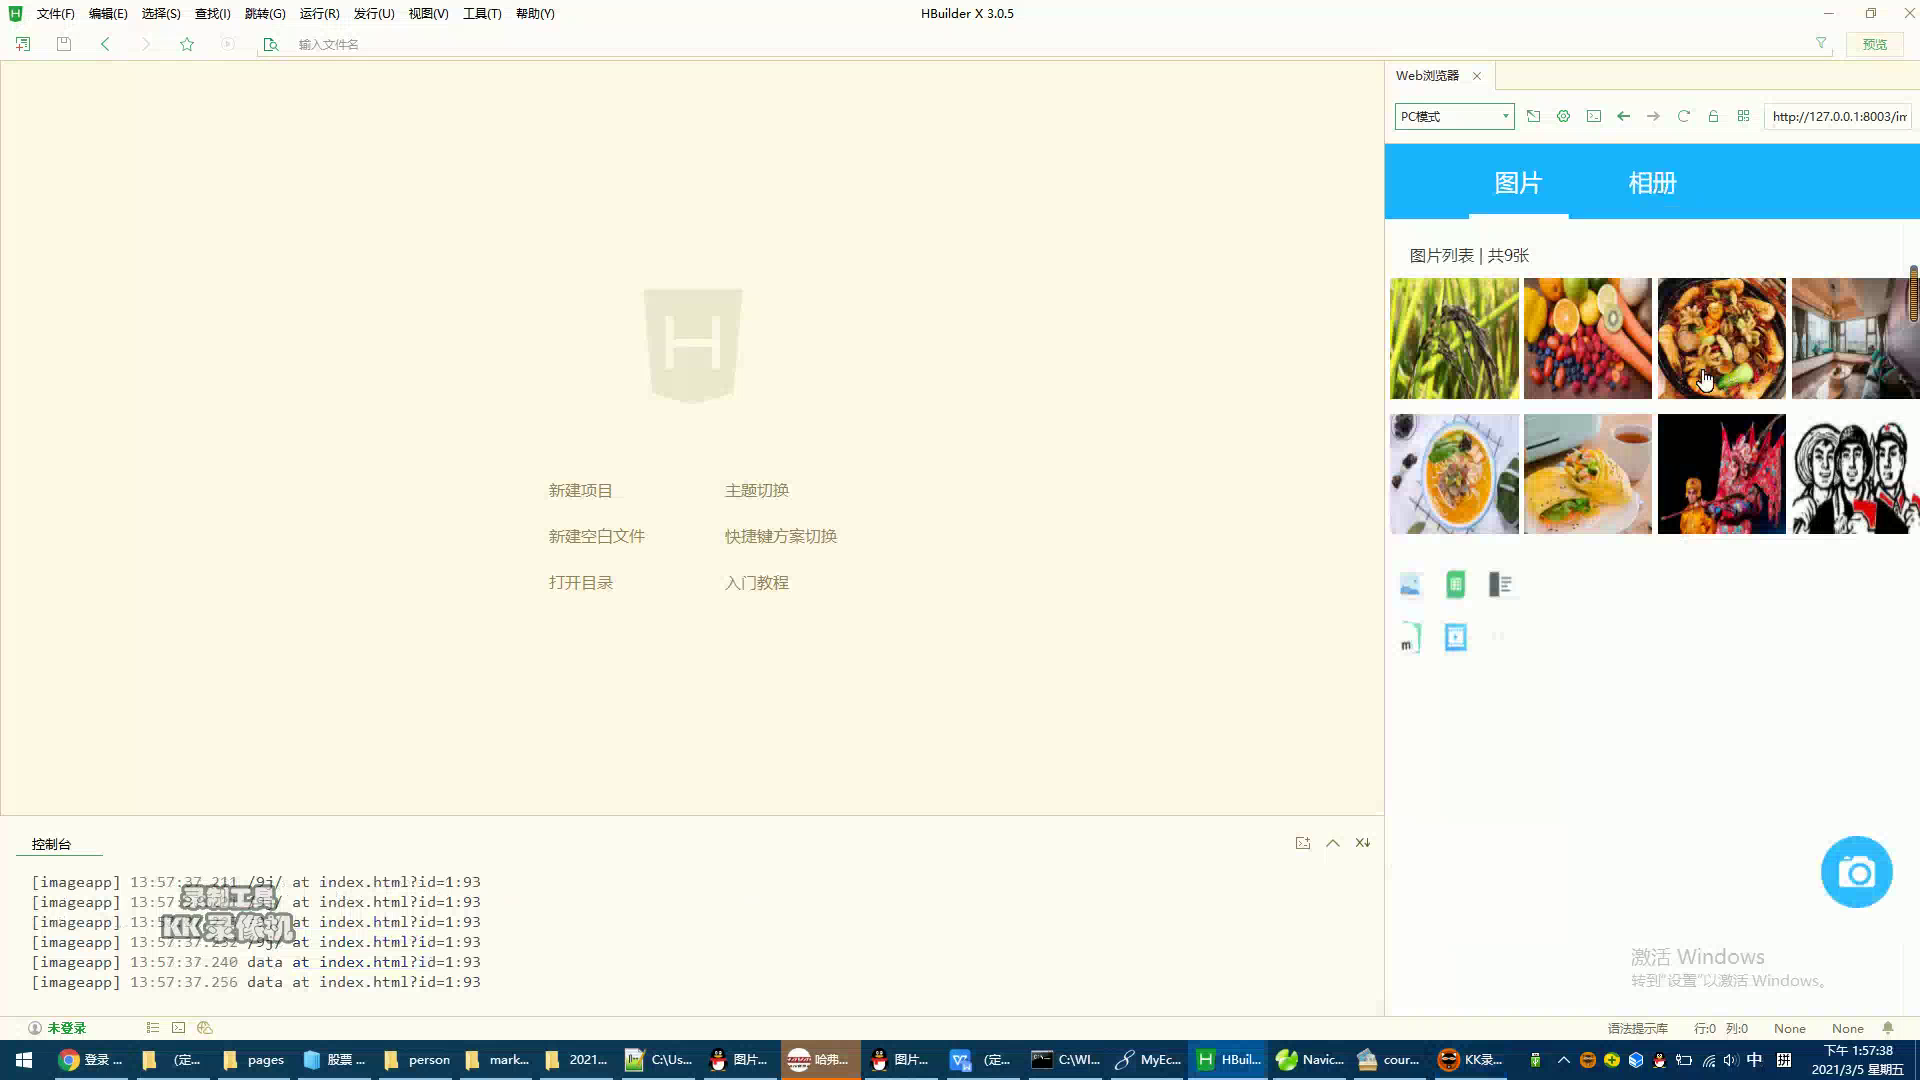 文件(F) 编辑(E) 选择(S) 查找(I) 跳转(G) 运行(R) 发行(U) 视图(V) 工具(T) 帮助(Y) HBuilder X 3.0.5
输入文件名 预览
Web浏览器
PC模式 http://127.0.0.1:8003/im
图片 相册
图片列表 | 共9张
新建项目 主题切换
新建空白文件 快捷键方案切换
打开目录 入门教程
控制台
[imageapp] 13:57:37.211 /9j/ at index.html?id=1:93
[imageapp] at index.html?id=1:93
[imageapp] at index.html?id=1:93
[imageapp] 13:57:37.232 /9j/ at index.html?id=1:93
[imageapp] 13:57:37.240 data at index.html?id=1:93
[imageapp] 13:57:37.256 data at index.html?id=1:93
录制工具
KK录像机
激活 Windows
转到"设置"以激活 Windows。
未登录 语法提示库 行:0 列:0 None None
登录 ... (定... pages 股票 ... person mark... 2021... C:\Us... 图片... 哈弗... 图片... (定... C:\WI... MyEc... HBuil... Navic... cour... KK录... 中 拼 下午 1:57:38
2021/3/5 星期五